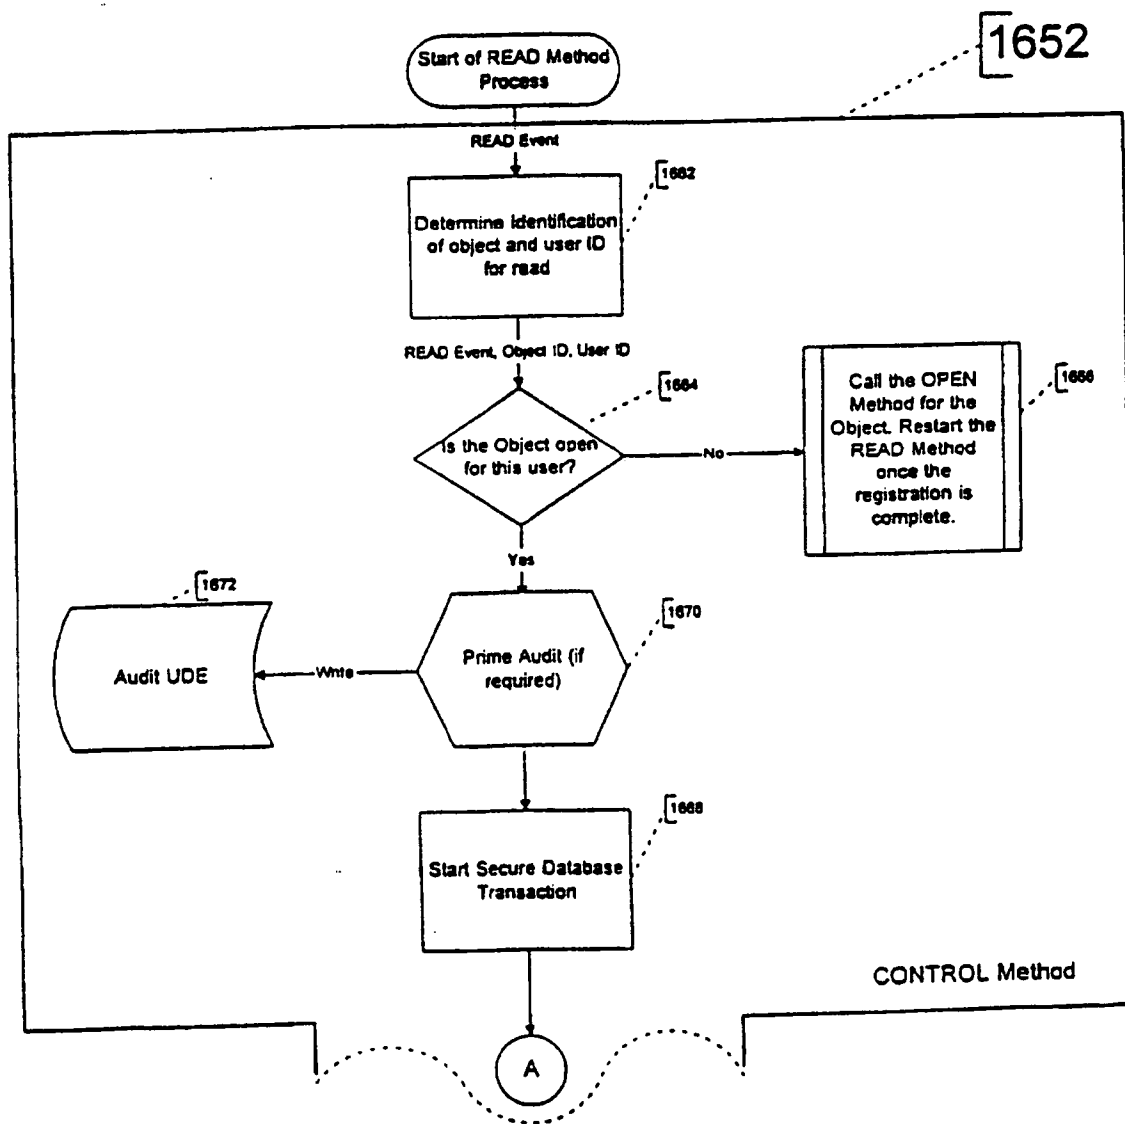 1652
Start of READ Method
Process
READ Event
1662
Determine Identification
of object and user ID
for read
READ Event, Object ID, User ID
1664
Is the Object open
for this user?
No
Call the OPEN
Method for the
Object. Restart the
READ Method
once the
registration is
complete.
1666
Yes
1672
Audit UDE
Write
Prime Audit (if
required)
1670
1668
Start Secure Database
Transaction
CONTROL Method
A